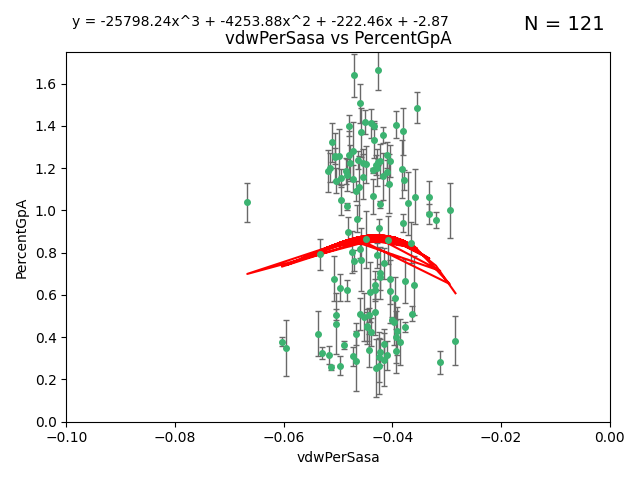 y = -25798.24x^3 + -4253.88x^2 + -222.46x + -2.87
N = 121
vdwPerSasa vs PercentGpA
PercentGpA
1.6
1.4
1.2
1.0
0.8
0.6
0.4
0.2
0.0
−0.10 −0.08 −0.06 −0.04 −0.02 0.00
vdwPerSasa